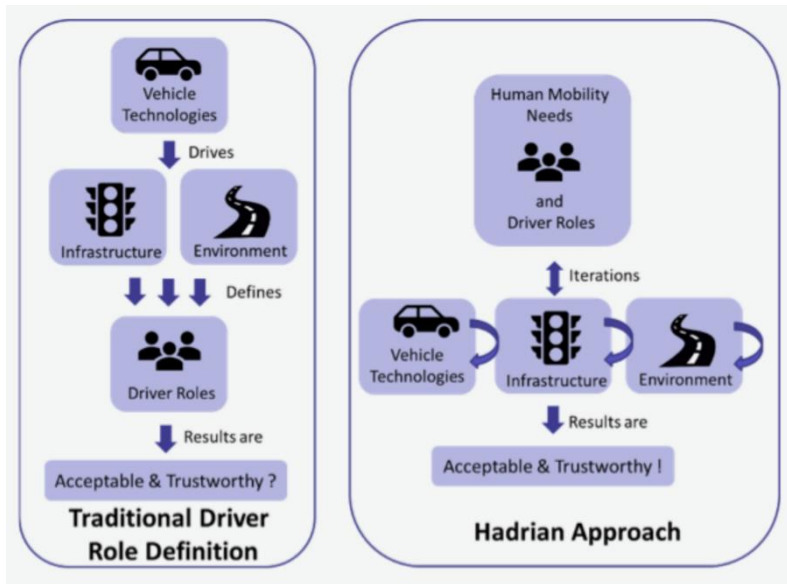 Vehicle
Technologies
Drives
Infrastructure
Environment
Defines
Driver Roles
Results are
Acceptable & Trustworthy ?
Traditional Driver
Role Definition
Human Mobility
Needs
and
Driver Roles
Iterations
Vehicle
Technologies
Infrastructure
Environment
Results are
Acceptable & Trustworthy !
Hadrian Approach